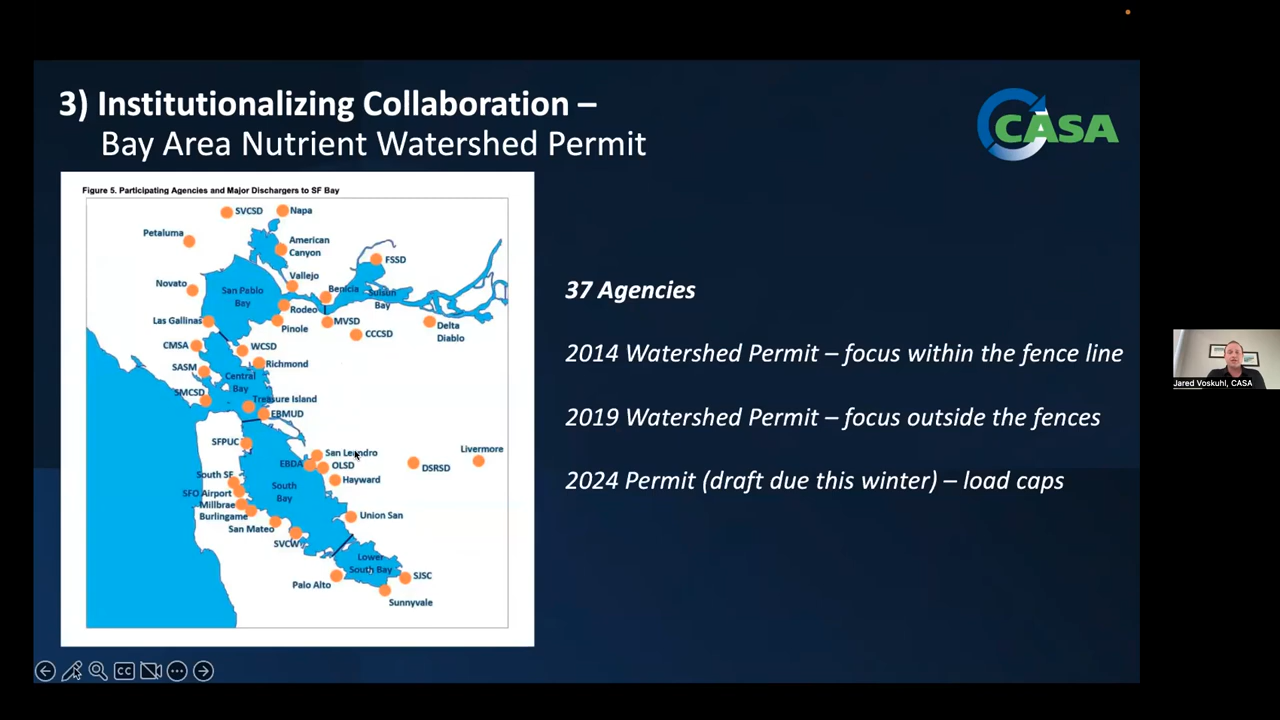 3) Institutionalizing Collaboration –
Bay Area Nutrient Watershed Permit
CASA
Figure 5. Participating Agencies and Major Dischargers to SF Bay
SVCSD
Napa
Petaluma
American
Canyon
FSSD
Novato
Vallejo
San Pablo
Bay
Benicia
Suisun
Bay
Rodeo
Las Gallinas
Pinole
MVSD
CCCSD
Delta
Diablo
CMSA
WCSD
Richmond
SASM
Central
Bay
SMCSD
Treasure Island
EBMUD
SFPUC
San Leandro
EBDA
OLSD
Hayward
DSRSD
Livermore
South SF
South
Bay
SFO Airport
Millbrae
Burlingame
San Mateo
Union San
SVCW
Lower
South Bay
Palo Alto
SJSC
Sunnyvale
37 Agencies
2014 Watershed Permit – focus within the fence line
2019 Watershed Permit – focus outside the fences
2024 Permit (draft due this winter) – load caps
Jared Voskuhl, CASA
CC